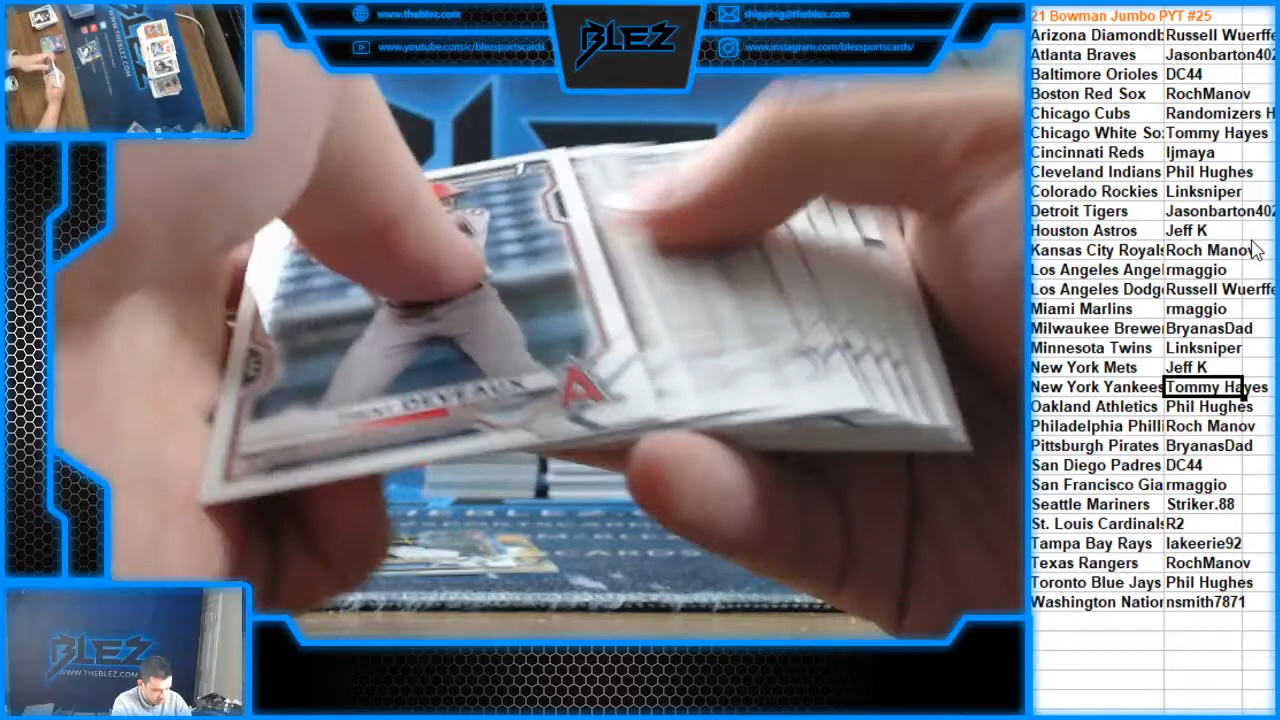 www.theblez.com
shipping@theblez.com
www.youtube.com/c/blezsportscards
www.instagram.com/blezsportscards/
BLEZ
21 Bowman Jumbo PYT #25
Arizona Diamondb Russell Wuerffe
Atlanta Braves Jasonbarton402
Baltimore Orioles DC44
Boston Red Sox RochManov
Chicago Cubs Randomizers H
Chicago White So Tommy Hayes
Cincinnati Reds ljmaya
Cleveland Indians Phil Hughes
Colorado Rockies Linksniper
Detroit Tigers Jasonbarton402
Houston Astros Jeff K
Kansas City Royals Roch Manov
Los Angeles Angel rmaggio
Los Angeles Dodge Russell Wuerffe
Miami Marlins rmaggio
Milwaukee Brewer BryanasDad
Minnesota Twins Linksniper
New York Mets Jeff K
New York Yankees Tommy Hayes
Oakland Athletics Phil Hughes
Philadelphia Philli Roch Manov
Pittsburgh Pirates BryanasDad
San Diego Padres DC44
San Francisco Gia rmaggio
Seattle Mariners Striker.88
St. Louis Cardinals R2
Tampa Bay Rays lakeerie92
Texas Rangers RochManov
Toronto Blue Jays Phil Hughes
Washington Nation nsmith7871
A
BLEZ
WWW.THEBLEZ.COM